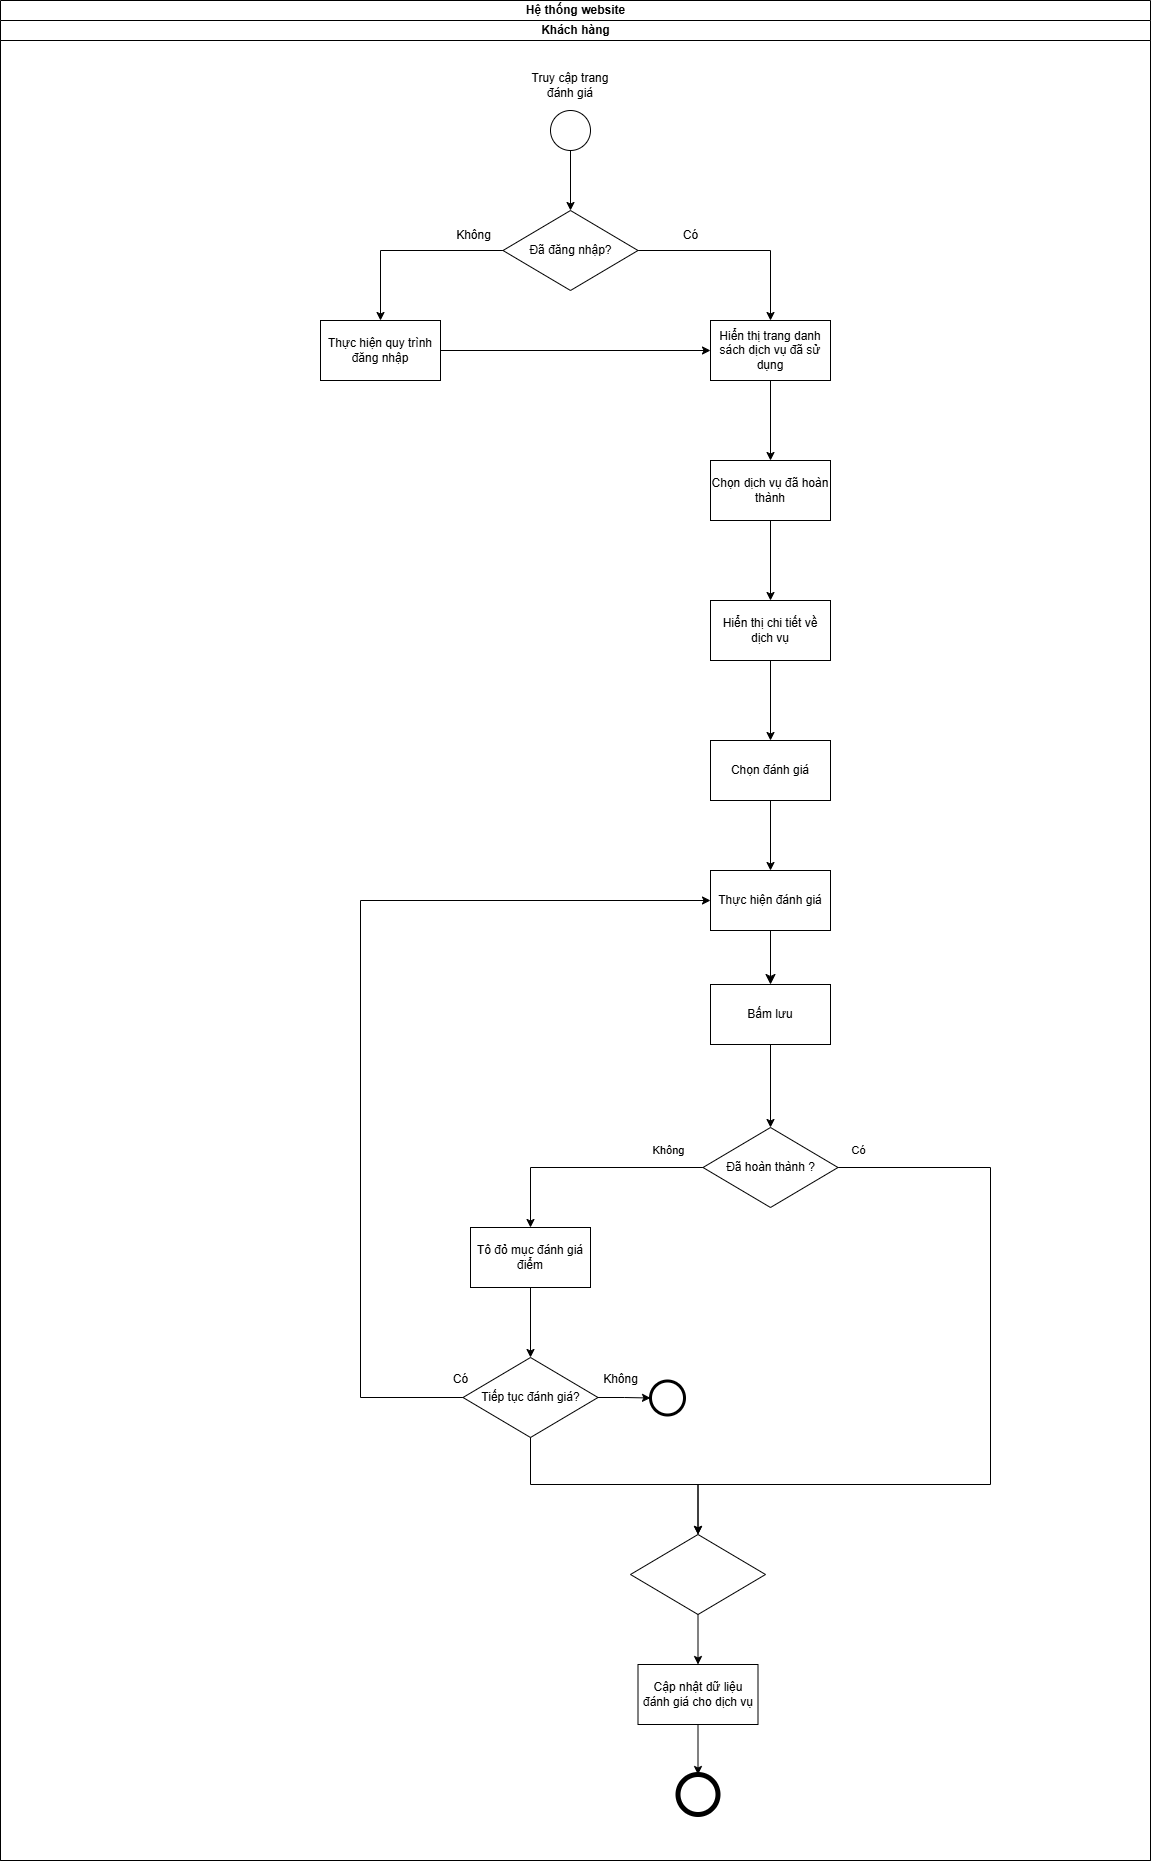 Hệ thống website
Khách hàng
Truy cập trang
đánh giá
Không
Đã đăng nhập?
Có
Thực hiện quy trình
đăng nhập
Hiển thị trang danh
sách dịch vụ đã sử
dụng
Chọn dịch vụ đã hoàn
thành
Hiển thị chi tiết về
dịch vụ
Chọn đánh giá
Thực hiện đánh giá
Bấm lưu
Không
Đã hoàn thành ?
Có
Tô đỏ mục đánh giá
điểm
Có
Tiếp tục đánh giá?
Không
Cập nhật dữ liệu
đánh giá cho dịch vụ